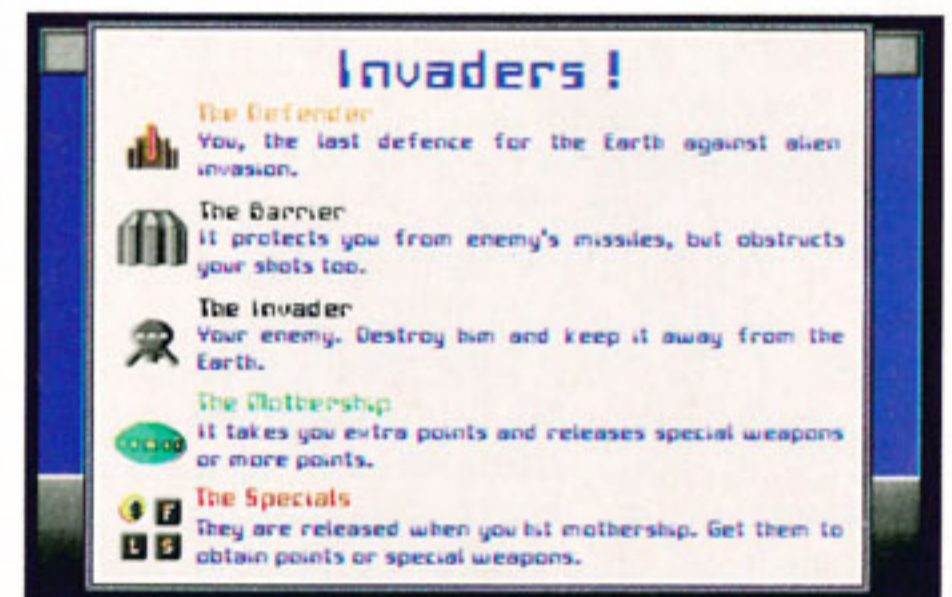 Invaders !
The Defender
You, the last defence for the Earth against alien
invasion.
The Barrier
It protects you from enemy's missiles, but obstructs
your shots too.
The Invader
Your enemy. Destroy him and keep it away from the
Earth.
The Mothership
It takes you extra points and releases special weapons
or more points.
$ F
L S
The Specials
They are released when you hit mothership. Get them to
obtain points or special weapons.